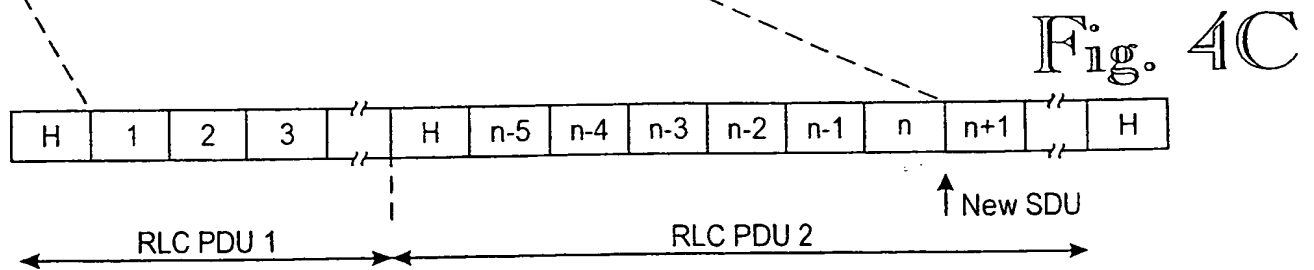 Fig. 4C
H 1 2 3 H n-5 n-4 n-3 n-2 n-1 n n+1 H
New SDU
RLC PDU 1 RLC PDU 2